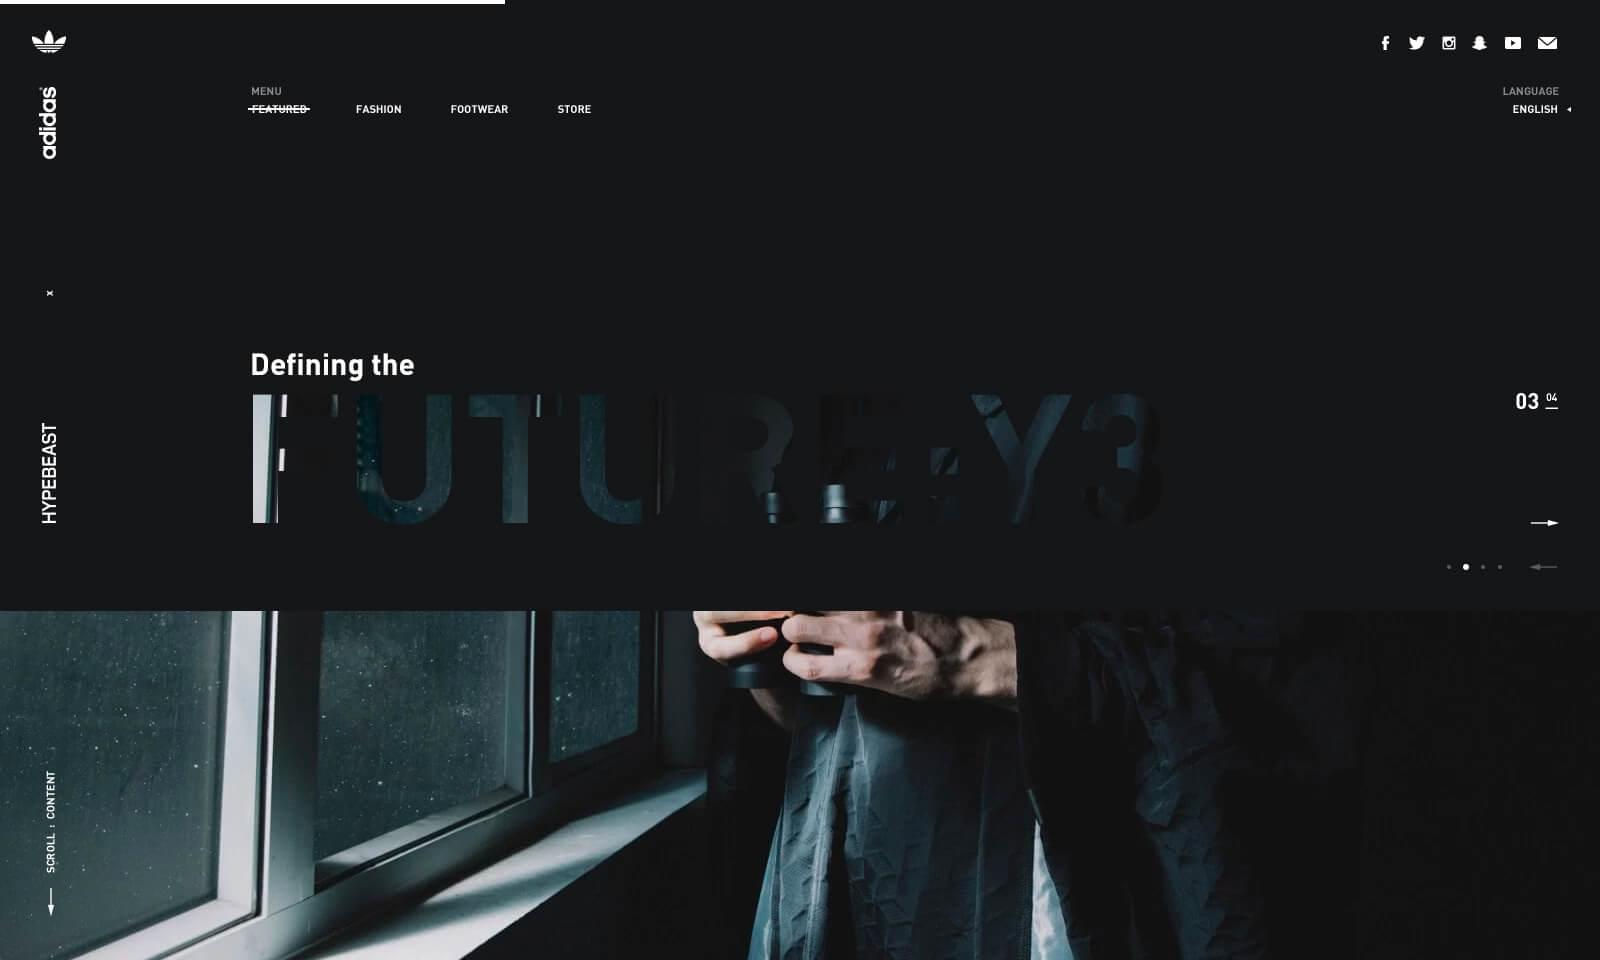 adidas
x
HYPEBEAST
SCROLL : CONTENT
MENU
FEATURED FASHION FOOTWEAR STORE
LANGUAGE
ENGLISH
Defining the
FUTURE-Y3
03 04